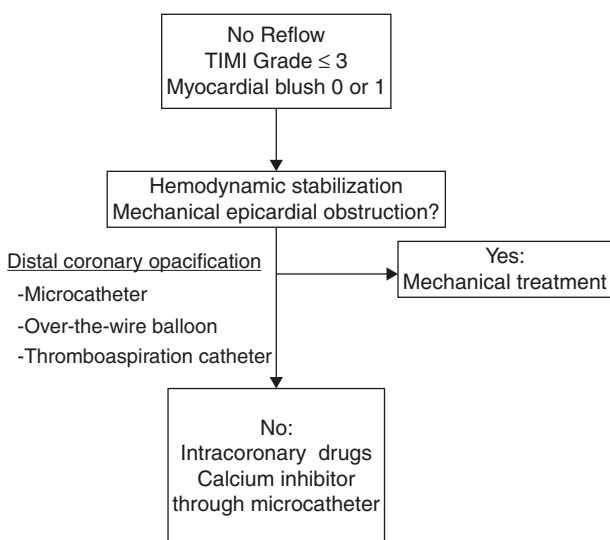 No Reflow
TIMI Grade ≤ 3
Myocardial blush 0 or 1
Hemodynamic stabilization
Mechanical epicardial obstruction?
Distal coronary opacification
-Microcatheter
-Over-the-wire balloon
-Thromboaspiration catheter
Yes:
Mechanical treatment
No:
Intracoronary drugs
Calcium inhibitor
through microcatheter